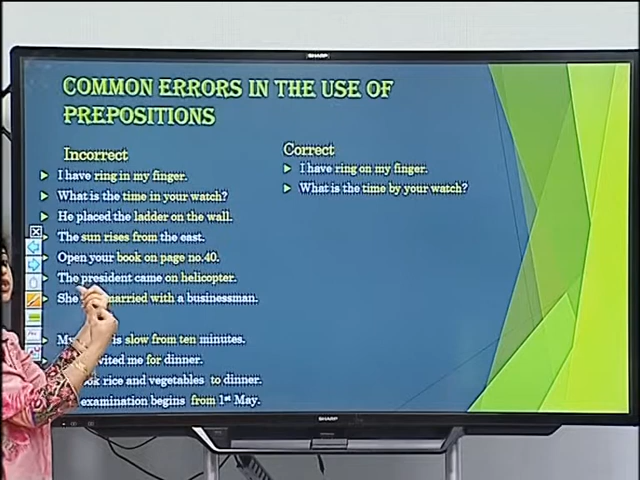 SHARP
COMMON ERRORS IN THE USE OF
PREPOSITIONS
Incorrect
I have ring in my finger.
What is the time in your watch?
He placed the ladder on the wall.
The sun rises from the east.
Open your book on page no.40.
The president came on helicopter.
She married with a businessman.
My is slow from ten minutes.
me for dinner.
rice and vegetables to dinner.
examination begins from 1st May.
Correct
I have ring on my finger.
What is the time by your watch?
SHARP